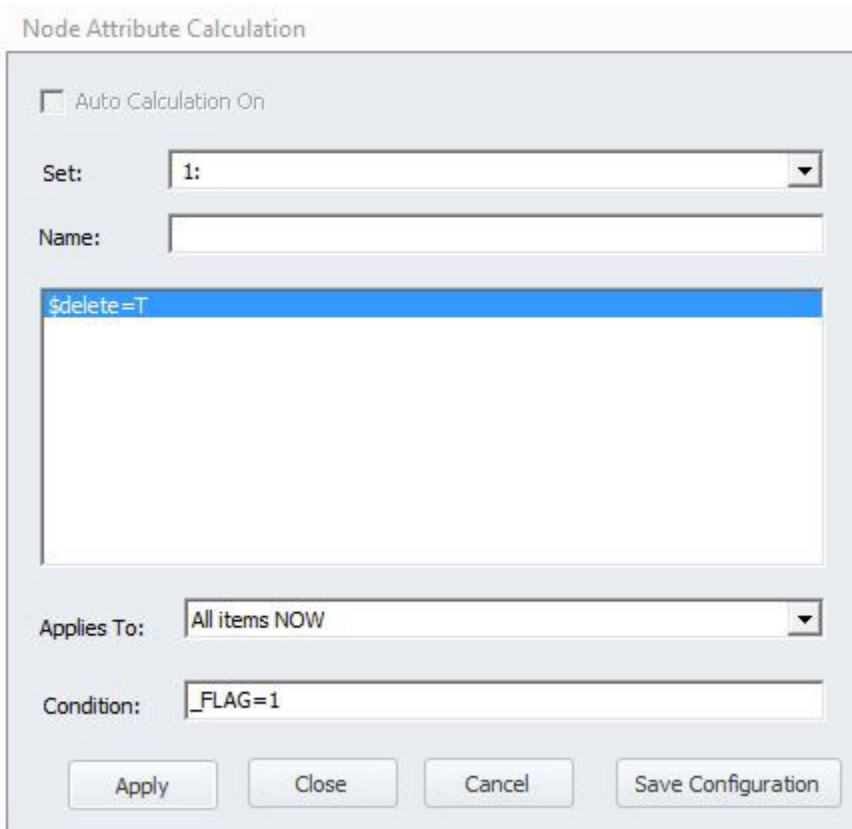 Node Attribute Calculation
Auto Calculation On
Set: 1:
Name:
$delete=T
Applies To: All items NOW
Condition: _FLAG=1
Apply Close Cancel Save Configuration